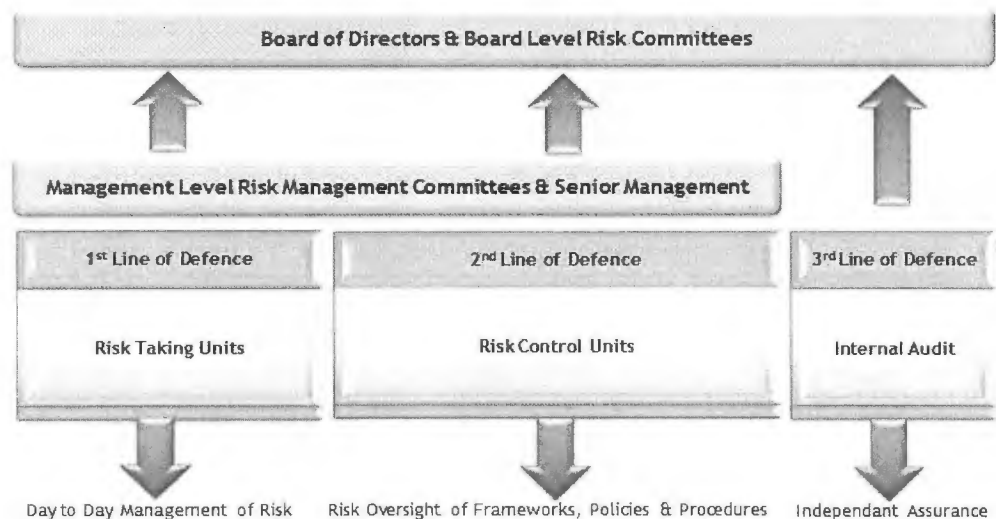 Board of Directors & Board Level Risk Committees
Management Level Risk Management Committees & Senior Management
1st Line of Defence
2nd Line of Defence
3rd Line of Defence
Risk Taking Units
Risk Control Units
Internal Audit
Day to Day Management of Risk
Risk Oversight of Frameworks, Policies & Procedures
Independant Assurance